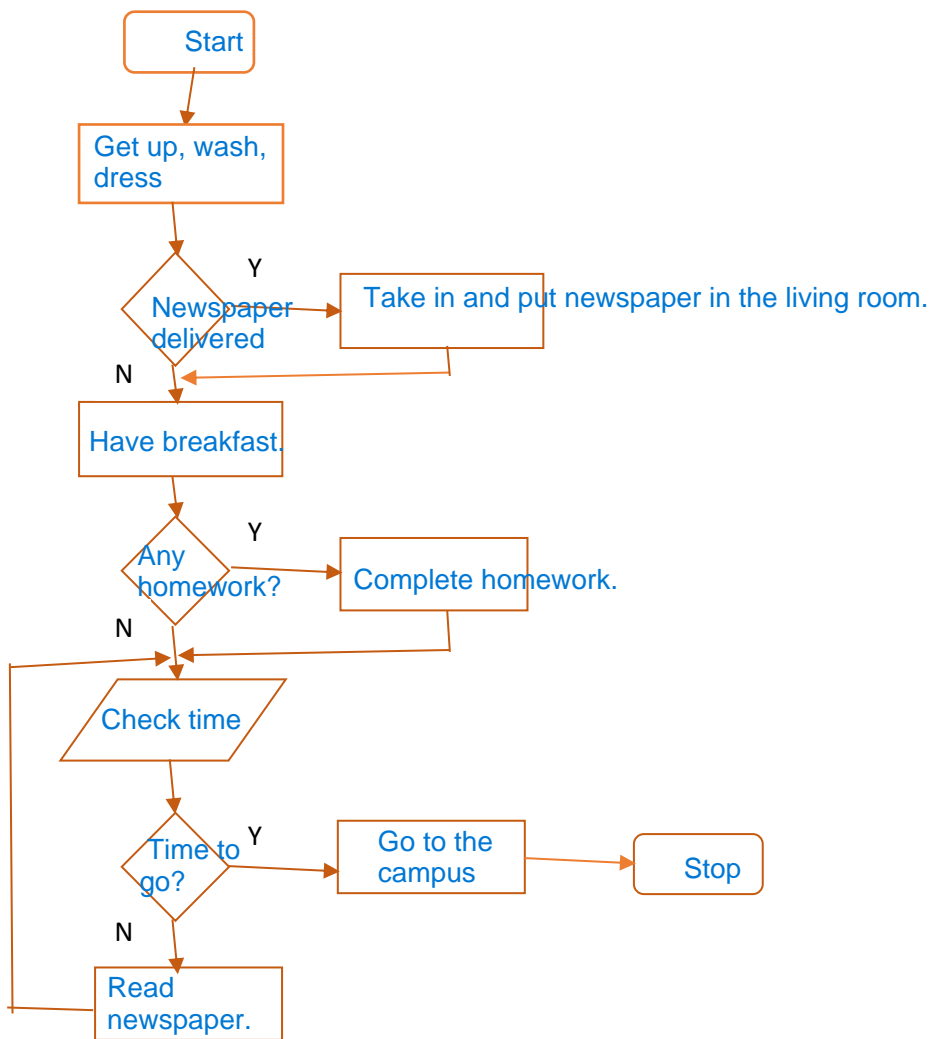 Start
Get up, wash,
dress
Y
Newspaper
delivered
Take in and put newspaper in the living room.
N
Have breakfast.
Y
Any
homework?
Complete homework.
N
Check time
Y
Time to
go?
Go to the
campus
Stop
N
Read
newspaper.